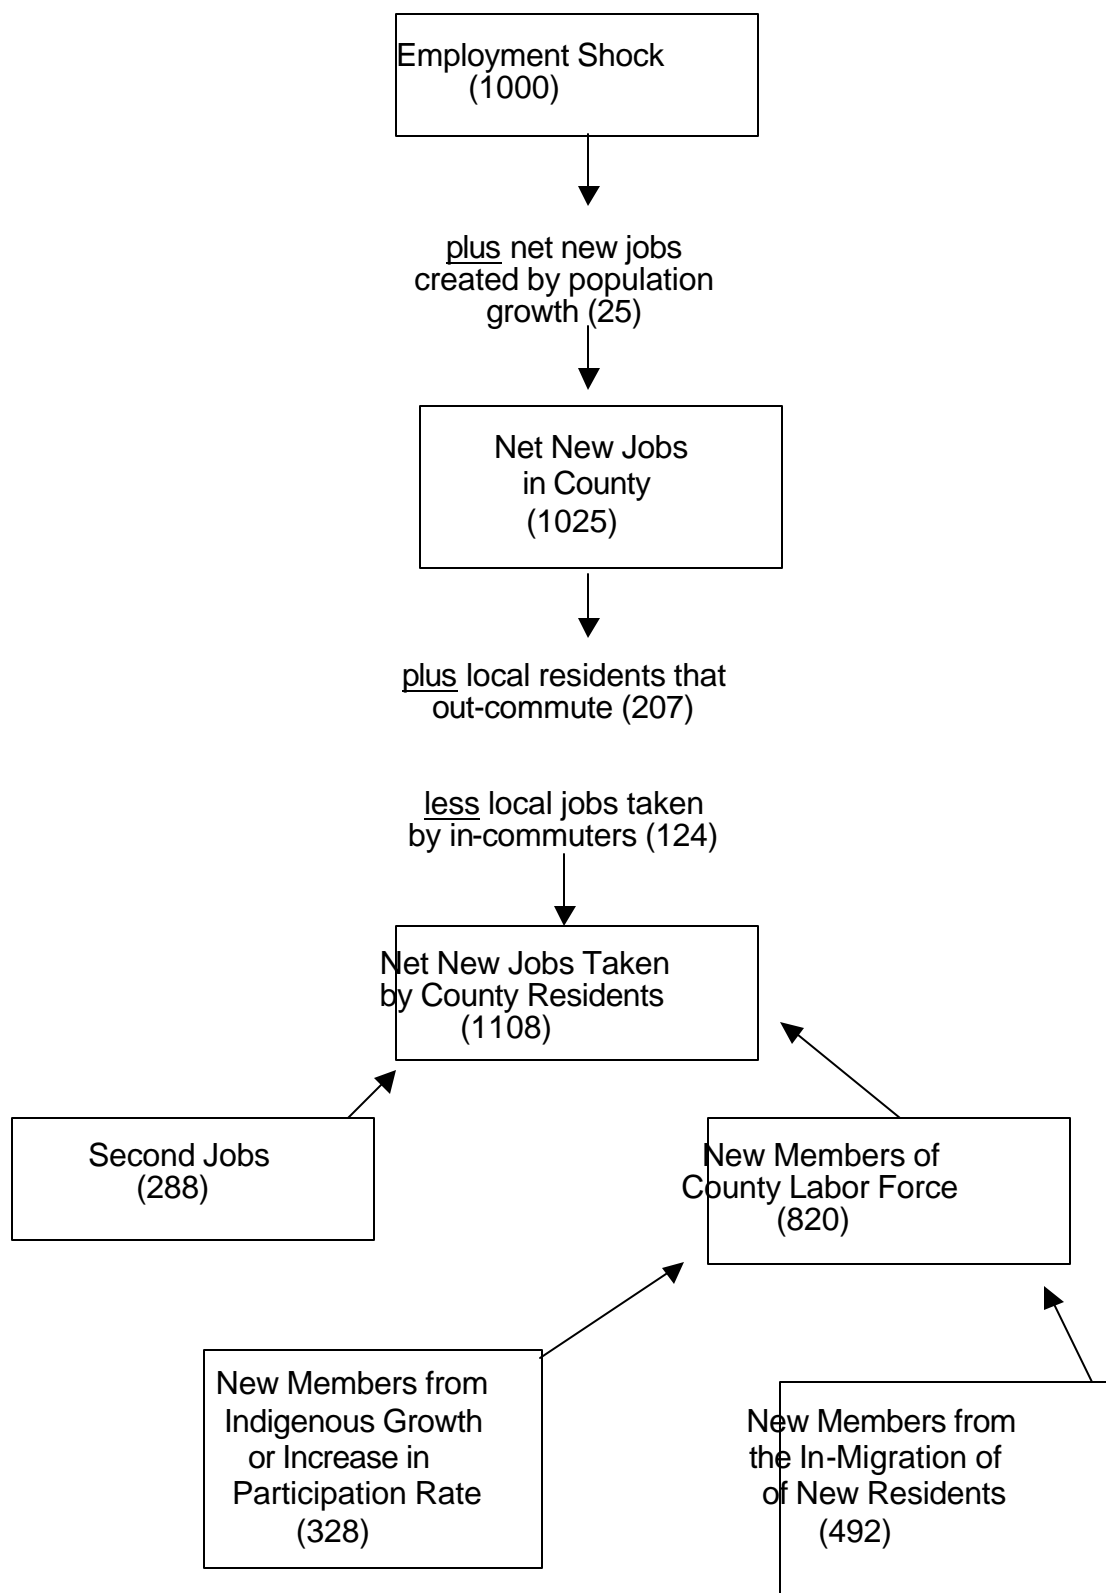 Employment Shock
(1000)
plus net new jobs
created by population
growth (25)
Net New Jobs
in County
(1025)
plus local residents that
out-commute (207)
less local jobs taken
by in-commuters (124)
Net New Jobs Taken
by County Residents
(1108)
Second Jobs
(288)
New Members of
County Labor Force
(820)
New Members from
Indigenous Growth
or Increase in
Participation Rate
(328)
New Members from
the In-Migration of
of New Residents
(492)